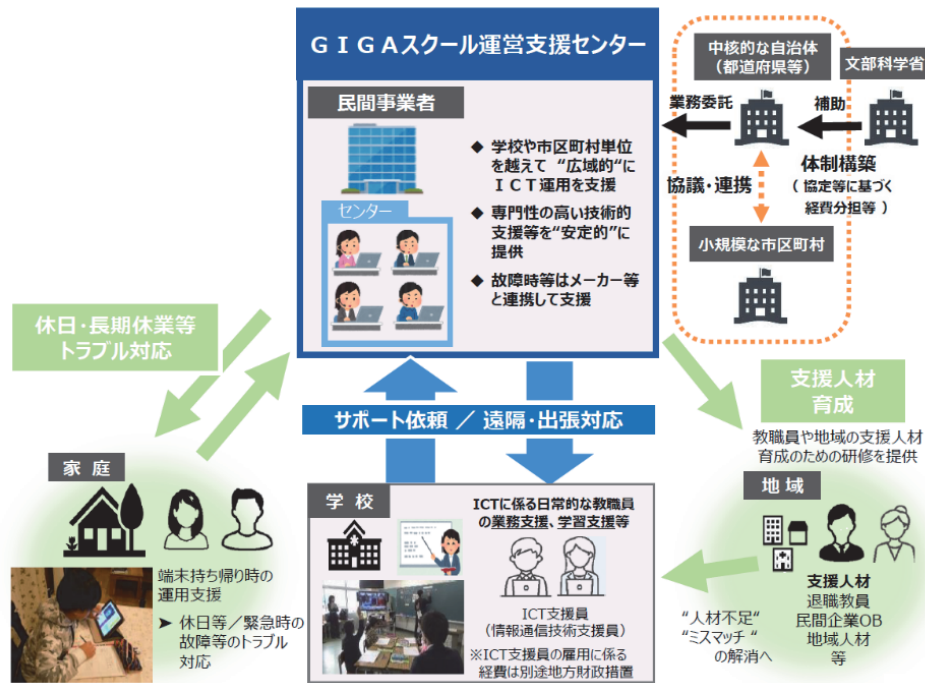 GIGAスクール運営支援センター
民間事業者
センター
◆ 学校や市区町村単位
を越えて “広域的“に
ICT運用を支援
◆ 専門性の高い技術的
支援等を“安定的”に
提供
◆ 故障時等はメーカー等
と連携して支援
中核的な自治体
（都道府県等）
文部科学省
業務委託
補助
協議・連携
体制構築
（ 協定等に基づく
経費分担等 ）
小規模な市区町村
休日・長期休業等
トラブル対応
サポート依頼 ／ 遠隔・出張対応
支援人材
育成
教職員や地域の支援人材
育成のための研修を提供
家 庭
端末持ち帰り時の
運用支援
➤ 休日等／緊急時の
故障等のトラブル
対応
学 校
ICTに係る日常的な教職員
の業務支援、学習支援等
ICT支援員
（情報通信技術支援員）
※ICT支援員の雇用に係る
経費は別途地方財政措置
地 域
支援人材
退職教員
民間企業OB
地域人材
等
“人材不足“
“ミスマッチ “
の解消へ